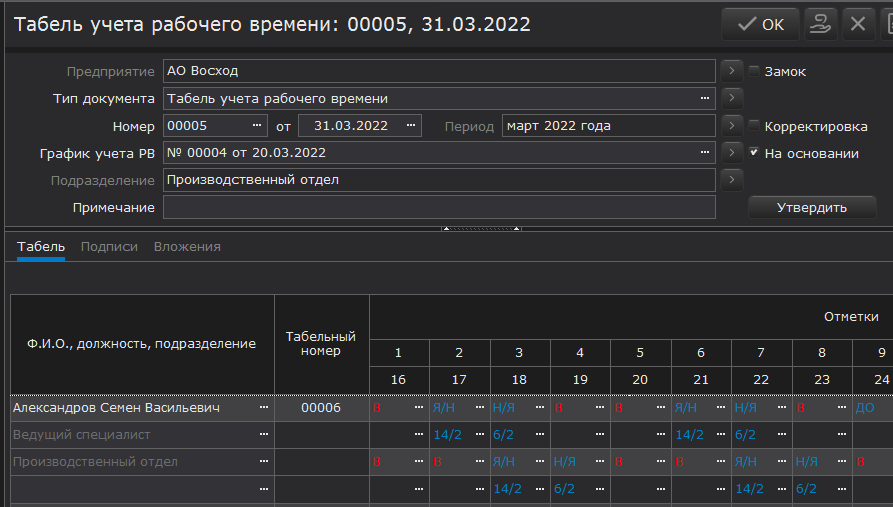 Табель учета рабочего времени: 00005, 31.03.2022
OK
Предприятие АО Восход Замок
Тип документа Табель учета рабочего времени
Номер 00005 от 31.03.2022 Период март 2022 года Корректировка
График учета РВ № 00004 от 20.03.2022 На основании
Подразделение Производственный отдел
Примечание Утвердить
Табель Подписи Вложения
Ф.И.О., должность, подразделение Табельный номер Отметки
1 2 3 4 5 6 7 8 9
16 17 18 19 20 21 22 23 24
Александров Семен Васильевич 00006 В Я/Н Н/Я В В Я/Н Н/Я В ДО
Ведущий специалист 14/2 6/2 14/2 6/2
Производственный отдел В В Я/Н Н/Я В В Я/Н Н/Я В
14/2 6/2 14/2 6/2